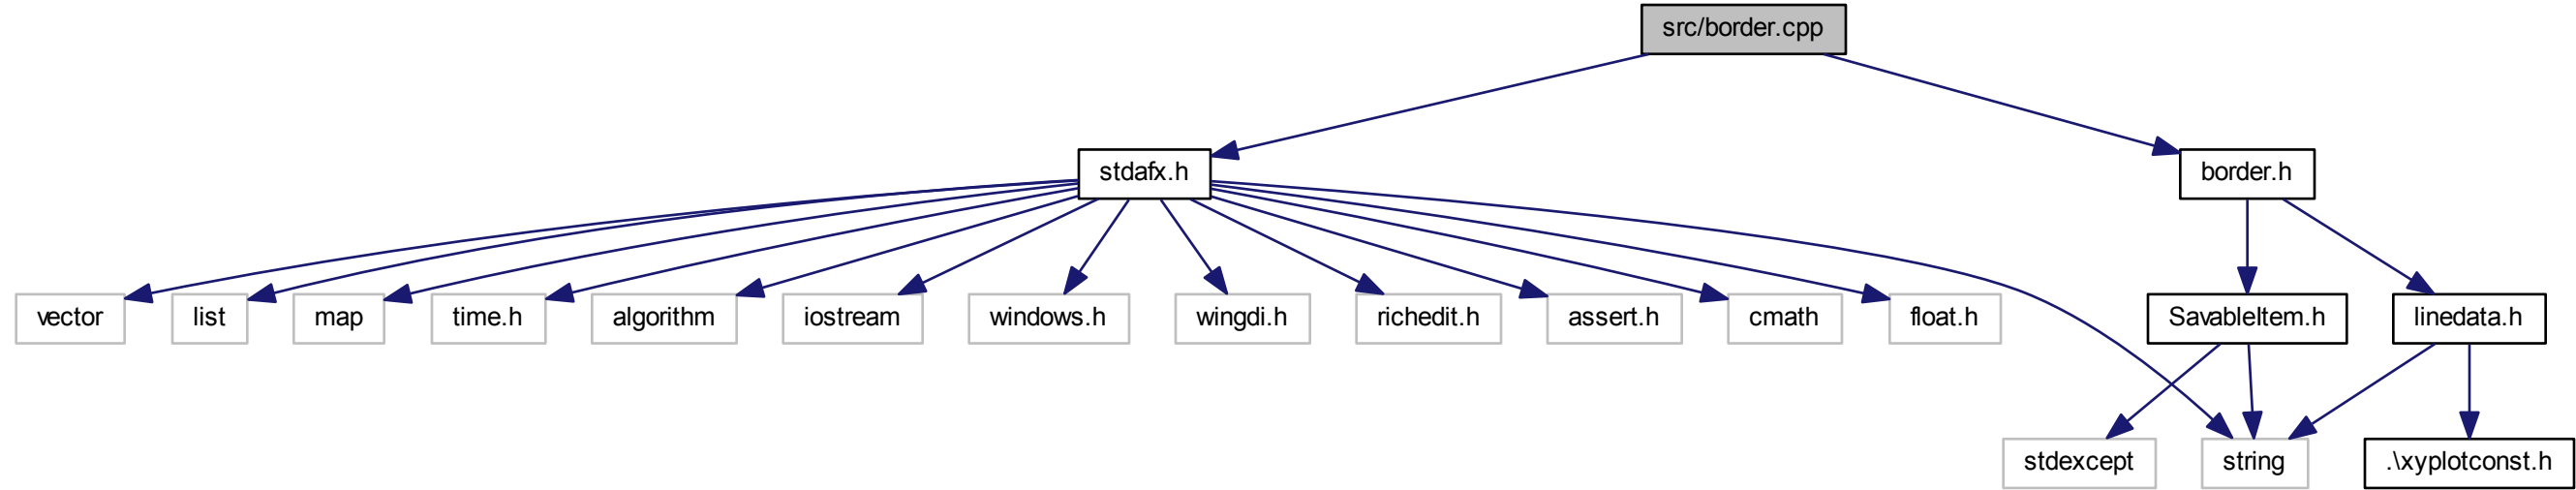 src/border.cpp
stdafx.h
border.h
vector
list
map
time.h
algorithm
iostream
windows.h
wingdi.h
richedit.h
assert.h
cmath
float.h
SavableItem.h
linedata.h
stdexcept
string
.\xyplotconst.h